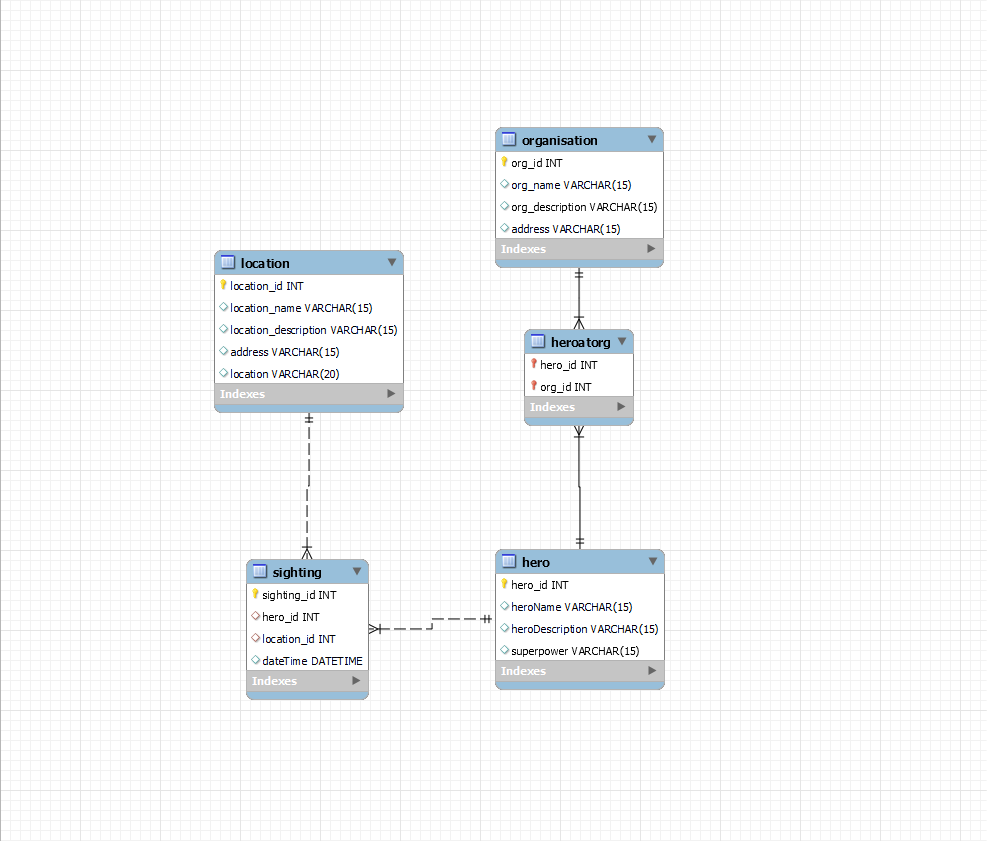 organisation
org_id INT
org_name VARCHAR(15)
org_description VARCHAR(15)
address VARCHAR(15)
Indexes
location
location_id INT
location_name VARCHAR(15)
location_description VARCHAR(15)
address VARCHAR(15)
location VARCHAR(20)
Indexes
heroatorg
hero_id INT
org_id INT
Indexes
sighting
sighting_id INT
hero_id INT
location_id INT
dateTime DATETIME
Indexes
hero
hero_id INT
heroName VARCHAR(15)
heroDescription VARCHAR(15)
superpower VARCHAR(15)
Indexes